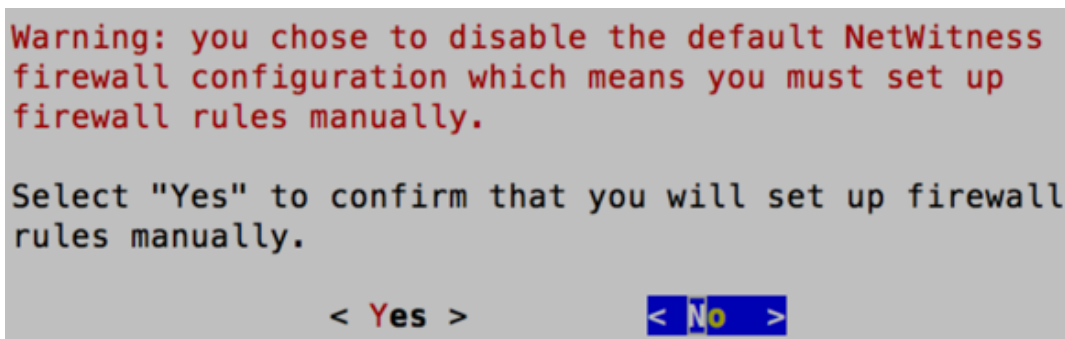 Warning: you chose to disable the default NetWitness
firewall configuration which means you must set up
firewall rules manually.
Select "Yes" to confirm that you will set up firewall
rules manually.
< Yes > < No >